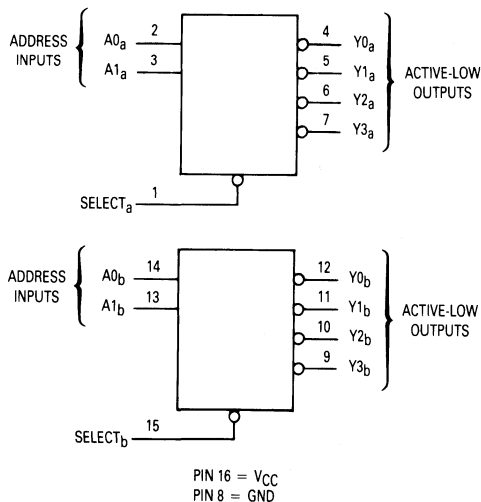 ADDRESS
INPUTS
A0a 2
A1a 3
4 Y0a
5 Y1a
6 Y2a
7 Y3a
ACTIVE-LOW
OUTPUTS
SELECTa 1
ADDRESS
INPUTS
A0b 14
A1b 13
12 Y0b
11 Y1b
10 Y2b
9 Y3b
ACTIVE-LOW
OUTPUTS
SELECTb 15
PIN 16 = VCC
PIN 8 = GND